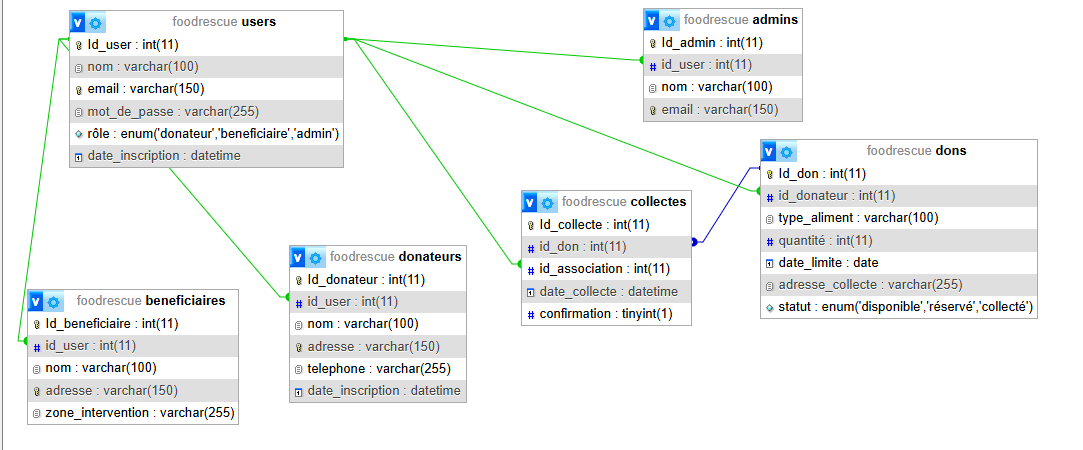 foodrescue users
Id_user : int(11)
nom : varchar(100)
email : varchar(150)
mot_de_passe : varchar(255)
rôle : enum('donateur','beneficiaire','admin')
date_inscription : datetime
foodrescue admins
Id_admin : int(11)
id_user : int(11)
nom : varchar(100)
email : varchar(150)
foodrescue dons
Id_don : int(11)
id_donateur : int(11)
type_aliment : varchar(100)
quantité : int(11)
date_limite : date
adresse_collecte : varchar(255)
statut : enum('disponible','réservé','collecté')
foodrescue collectes
Id_collecte : int(11)
id_don : int(11)
id_association : int(11)
date_collecte : datetime
confirmation : tinyint(1)
foodrescue donateurs
Id_donateur : int(11)
id_user : int(11)
nom : varchar(100)
adresse : varchar(150)
telephone : varchar(255)
date_inscription : datetime
foodrescue beneficiaires
Id_beneficiaire : int(11)
id_user : int(11)
nom : varchar(100)
adresse : varchar(150)
zone_intervention : varchar(255)